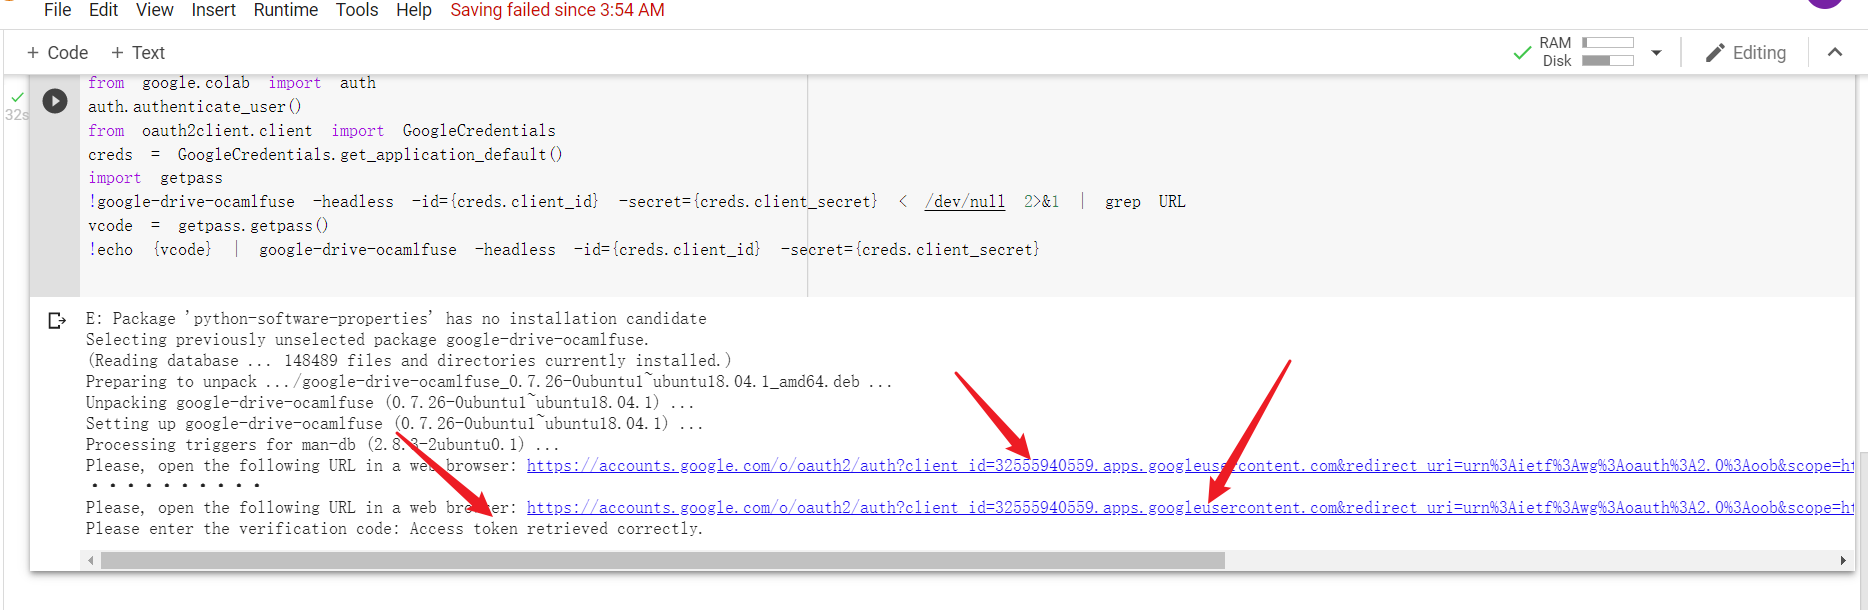 File Edit View Insert Runtime Tools Help Saving failed since 3:54 AM
+ Code + Text
RAM
Disk
Editing
32s
from google.colab import auth
auth.authenticate_user()
from oauth2client.client import GoogleCredentials
creds = GoogleCredentials.get_application_default()
import getpass
!google-drive-ocamlfuse -headless -id={creds.client_id} -secret={creds.client_secret} < /dev/null 2>&1 | grep URL
vcode = getpass.getpass()
!echo {vcode} | google-drive-ocamlfuse -headless -id={creds.client_id} -secret={creds.client_secret}
E: Package 'python-software-properties' has no installation candidate
Selecting previously unselected package google-drive-ocamlfuse.
(Reading database ... 148489 files and directories currently installed.)
Preparing to unpack .../google-drive-ocamlfuse_0.7.26-0ubuntu1~ubuntu18.04.1_amd64.deb ...
Unpacking google-drive-ocamlfuse (0.7.26-0ubuntu1~ubuntu18.04.1) ...
Setting up google-drive-ocamlfuse (0.7.26-0ubuntu1~ubuntu18.04.1) ...
Processing triggers for man-db (2.8.3-2ubuntu0.1) ...
Please, open the following URL in a web browser: https://accounts.google.com/o/oauth2/auth?client_id=32555940559.apps.googleusercontent.com&redirect_uri=urn%3Aietf%3Awg%3Aoauth%3A2.0%3Aoob&scope=ht
··········
Please, open the following URL in a web browser: https://accounts.google.com/o/oauth2/auth?client_id=32555940559.apps.googleusercontent.com&redirect_uri=urn%3Aietf%3Awg%3Aoauth%3A2.0%3Aoob&scope=ht
Please enter the verification code: Access token retrieved correctly.